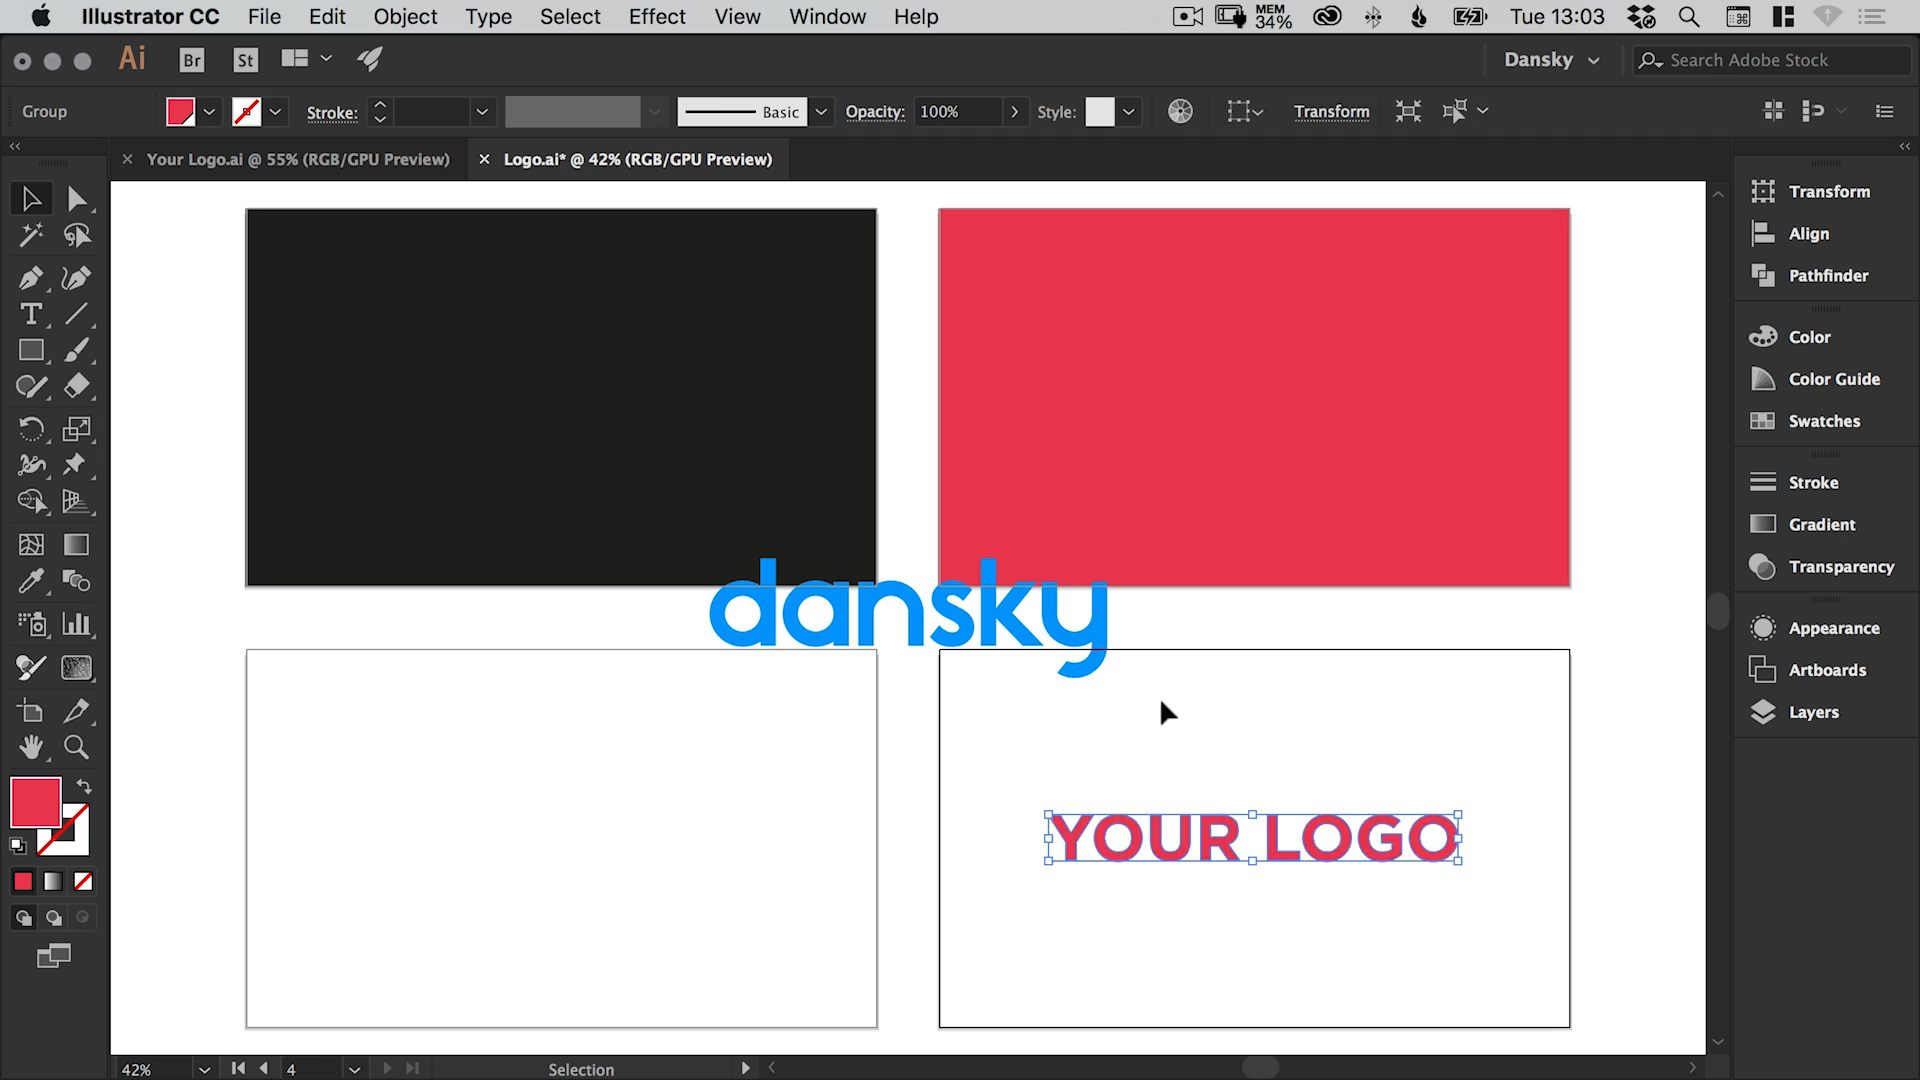 Illustrator CC File Edit Object Type Select Effect View Window Help MEM 34% Tue 13:03
Ai Br St Dansky Search Adobe Stock
Group Stroke: Basic Opacity: 100% Style: Transform
Your Logo.ai @ 55% (RGB/GPU Preview) Logo.ai* @ 42% (RGB/GPU Preview)
Transform
Align
Pathfinder
Color
Color Guide
Swatches
Stroke
Gradient
Transparency
Appearance
Artboards
Layers
dansky
YOUR LOGO
42% 4 Selection